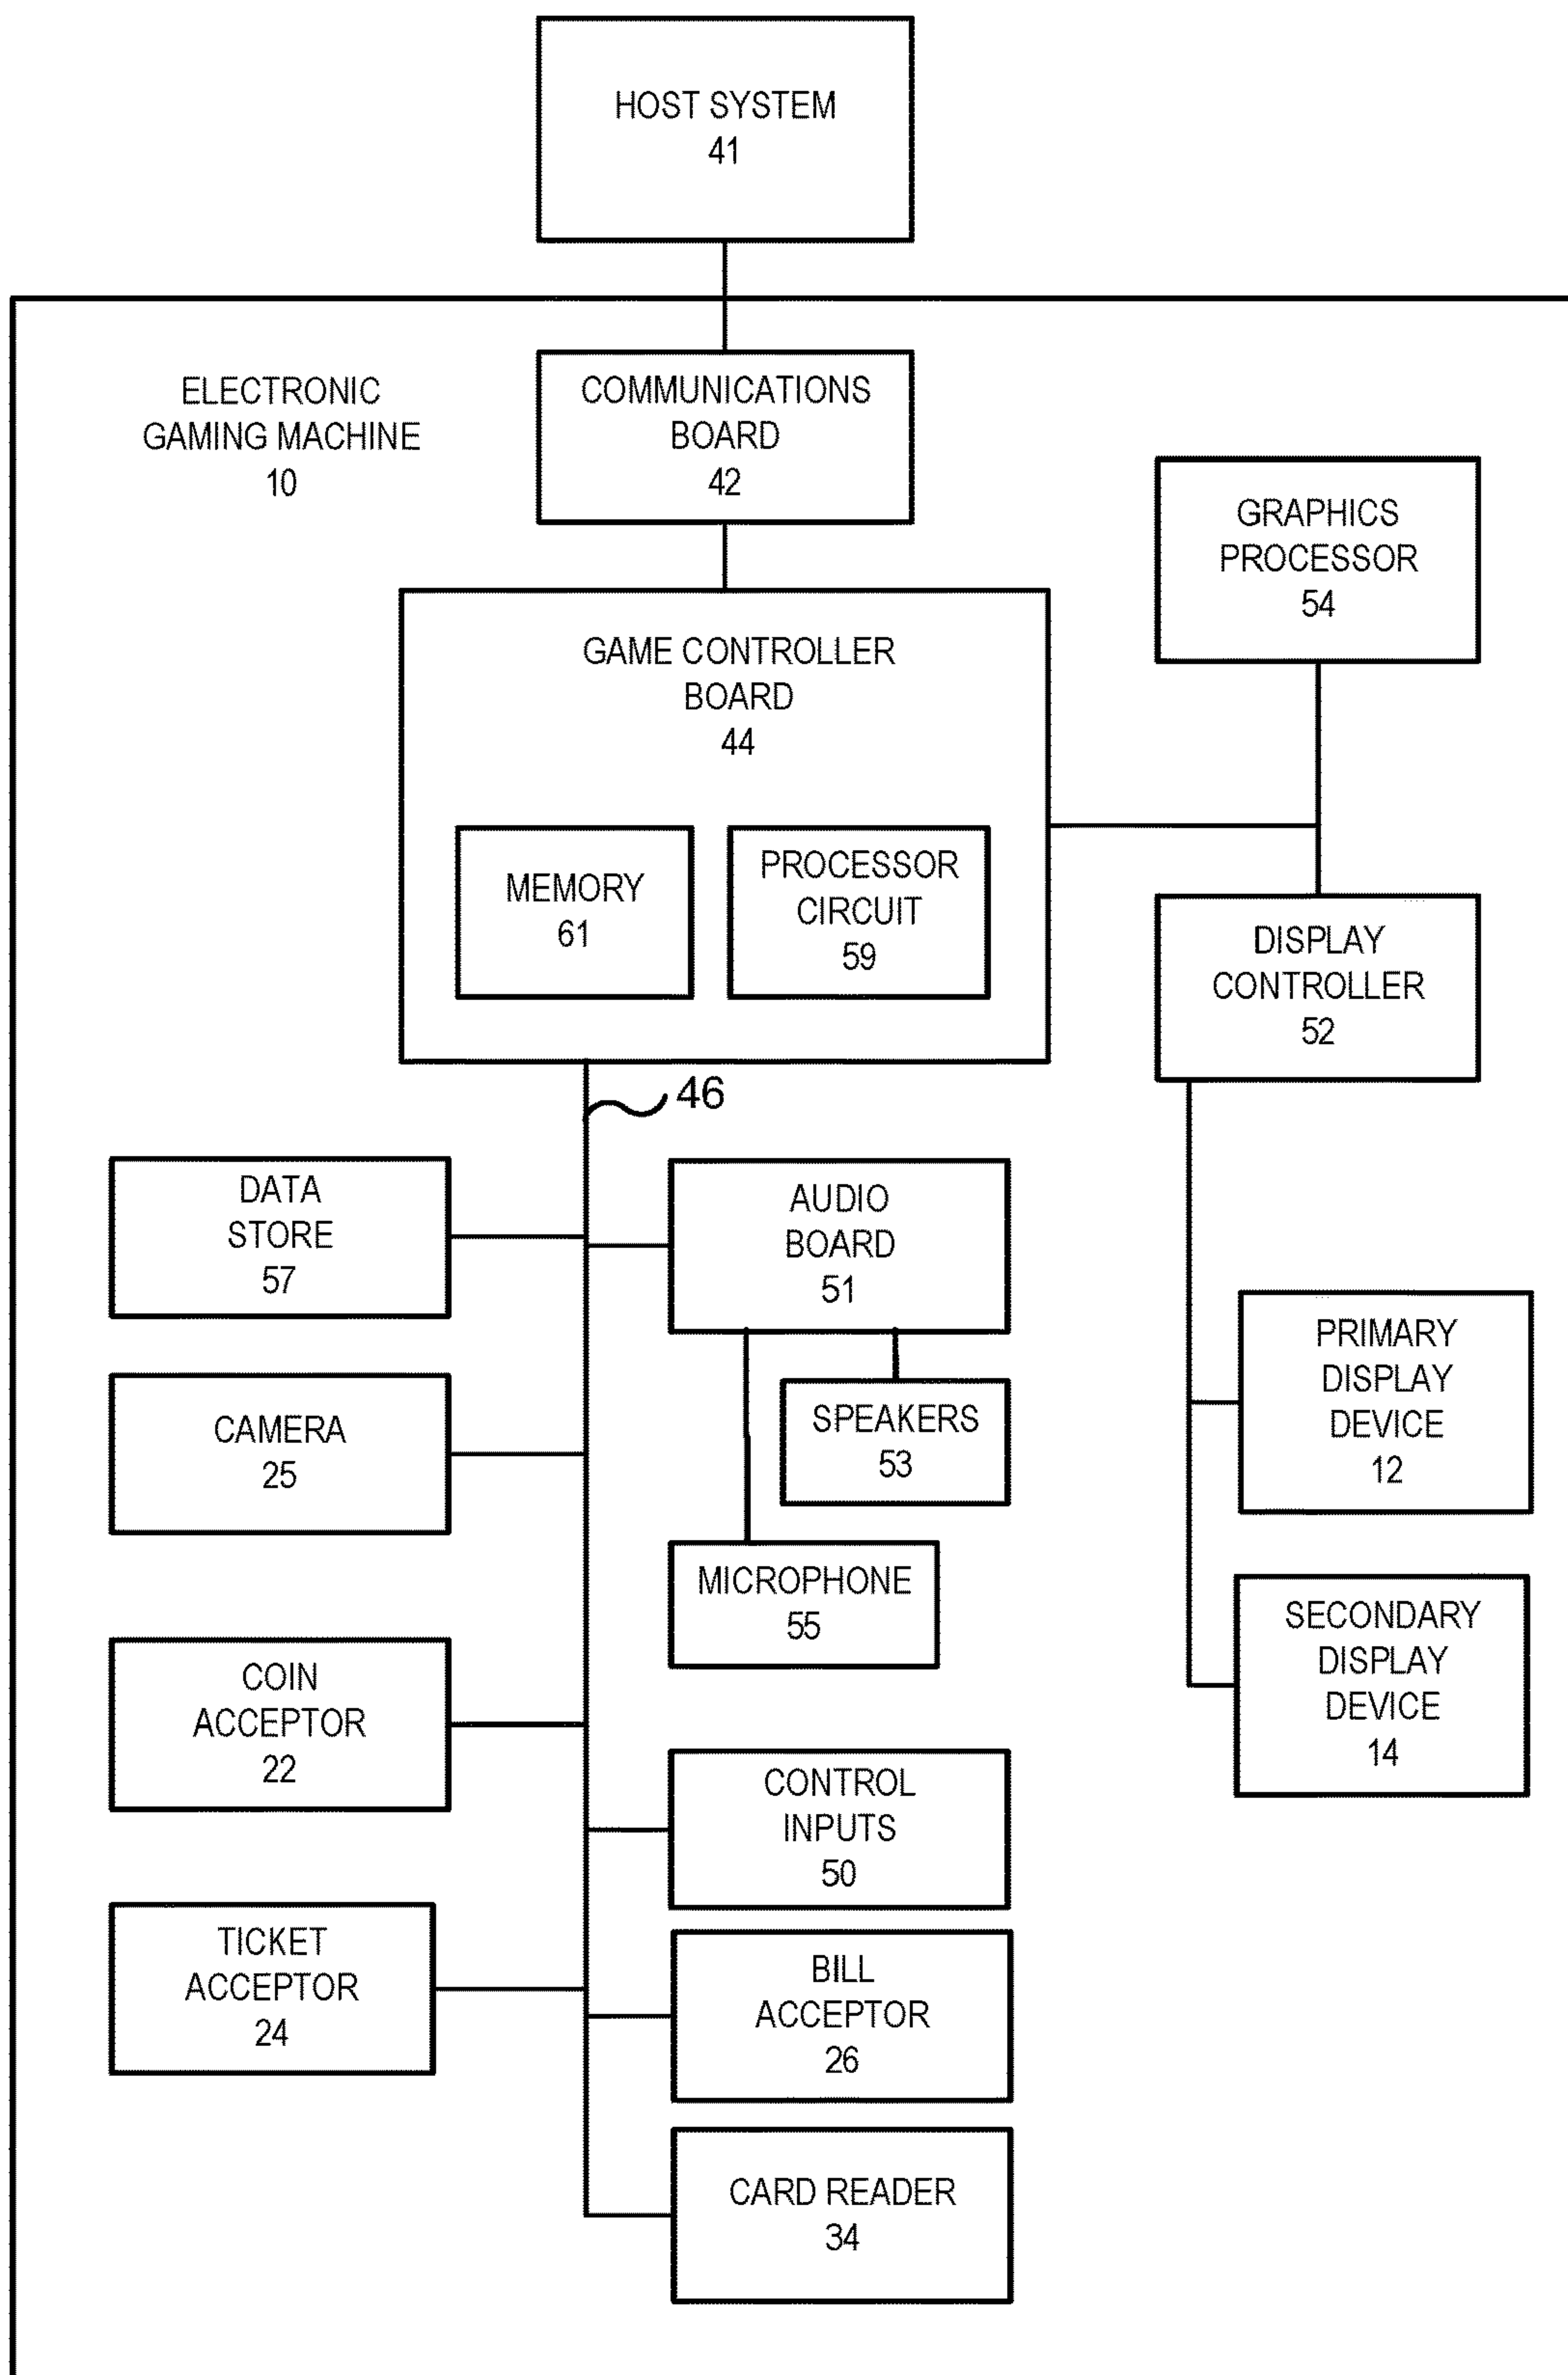 HOST SYSTEM
41
ELECTRONIC
GAMING MACHINE
10
COMMUNICATIONS
BOARD
42
GRAPHICS
PROCESSOR
54
GAME CONTROLLER
BOARD
44
MEMORY
61
PROCESSOR
CIRCUIT
59
DISPLAY
CONTROLLER
52
46
DATA
STORE
57
AUDIO
BOARD
51
PRIMARY
DISPLAY
DEVICE
12
CAMERA
25
SPEAKERS
53
MICROPHONE
55
SECONDARY
DISPLAY
DEVICE
14
COIN
ACCEPTOR
22
CONTROL
INPUTS
50
TICKET
ACCEPTOR
24
BILL
ACCEPTOR
26
CARD READER
34